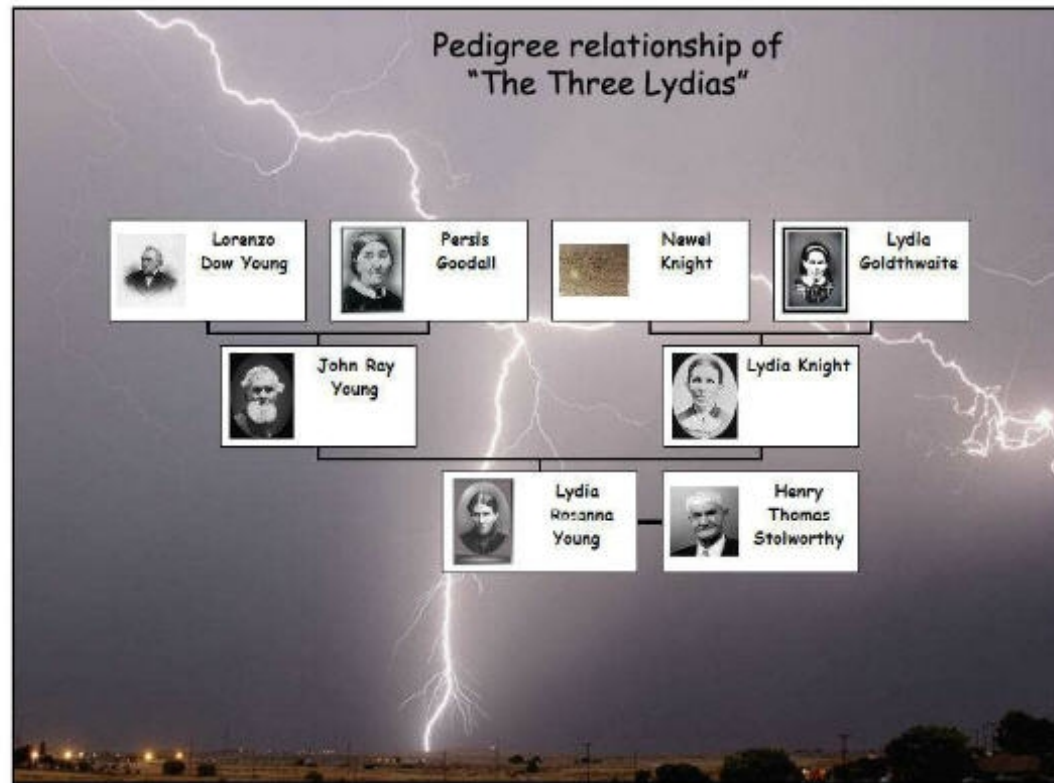 Pedigree relationship of
"The Three Lydias"
Lorenzo
Dow Young
Persis
Goodall
Newel
Knight
Lydia
Goldthwaite
John Ray
Young
Lydia Knight
Lydia
Rosanna
Young
Henry
Thomas
Stolworthy